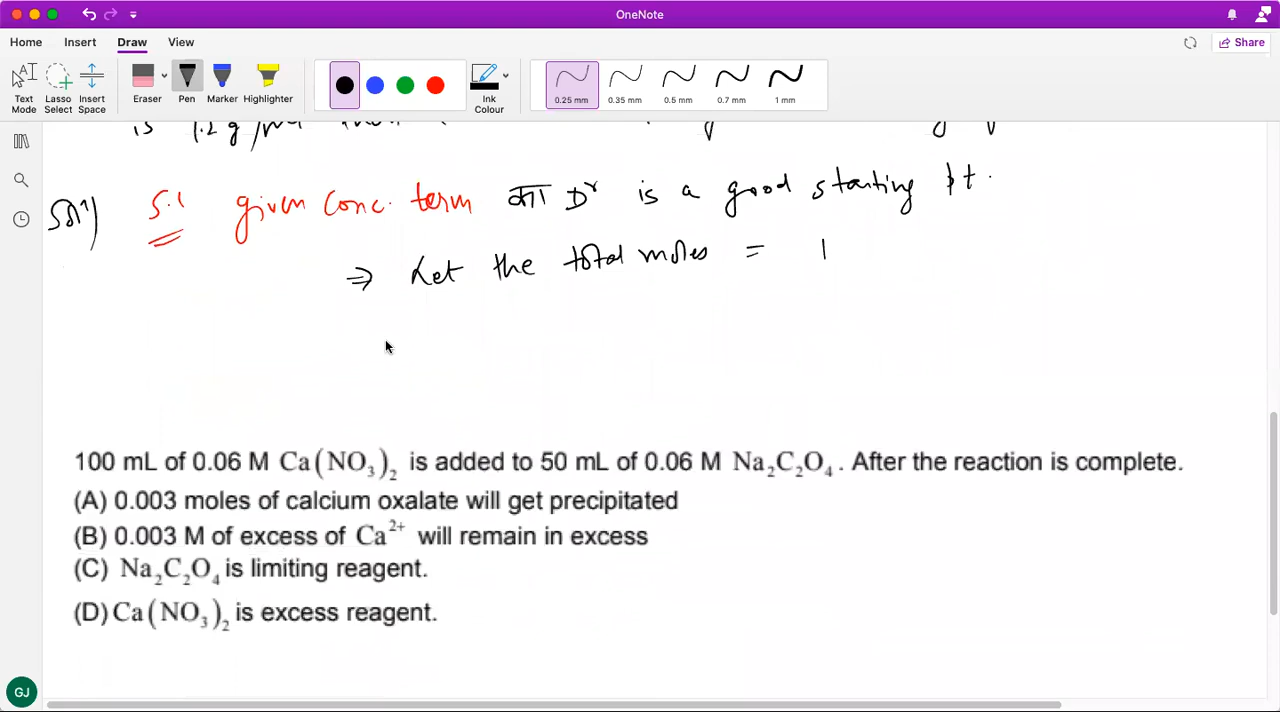 OneNote
Home Insert Draw View
Share
Text Mode
Lasso Select
Insert Space
Eraser
Pen
Marker
Highlighter
Ink Colour
0.25 mm
0.35 mm
0.5 mm
0.7 mm
1 mm
is 1.2 g/
Sol") S.1 given conc. term का Dr is a good starting pt.
⇒ Let the total moles = 1
100 mL of 0.06 M Ca(NO₃)₂ is added to 50 mL of 0.06 M Na₂C₂O₄. After the reaction is complete.
(A) 0.003 moles of calcium oxalate will get precipitated
(B) 0.003 M of excess of Ca²⁺ will remain in excess
(C) Na₂C₂O₄ is limiting reagent.
(D) Ca(NO₃)₂ is excess reagent.
GJ